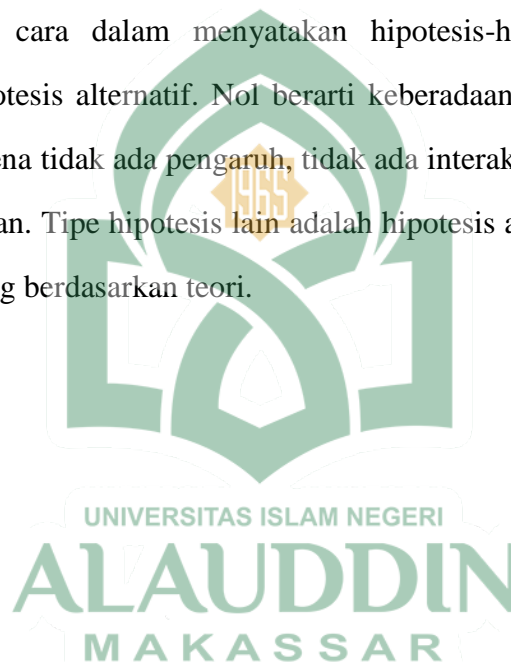 cara dalam menyatakan hipotesis-h
otesis alternatif. Nol berarti keberadaan
ena tidak ada pengaruh, tidak ada interak
an. Tipe hipotesis lain adalah hipotesis a
g berdasarkan teori.
1965
UNIVERSITAS ISLAM NEGERI
ALAUDDIN
MAKASSAR